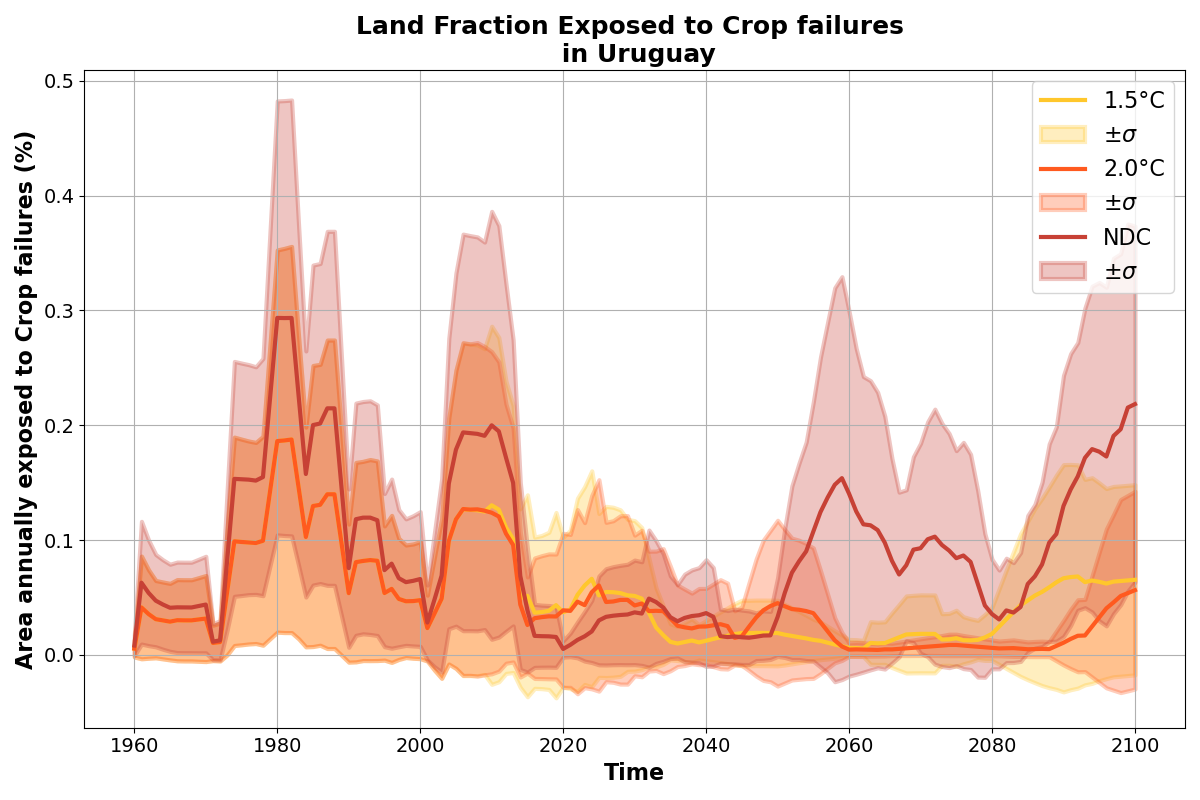 Land Fraction Exposed to Crop failures
in Uruguay
Area annually exposed to Crop failures (%)
0.5
0.4
0.3
0.2
0.1
0.0
1960 1980 2000 2020 2040 2060 2080 2100
Time
1.5°C
±σ
2.0°C
±σ
NDC
±σ